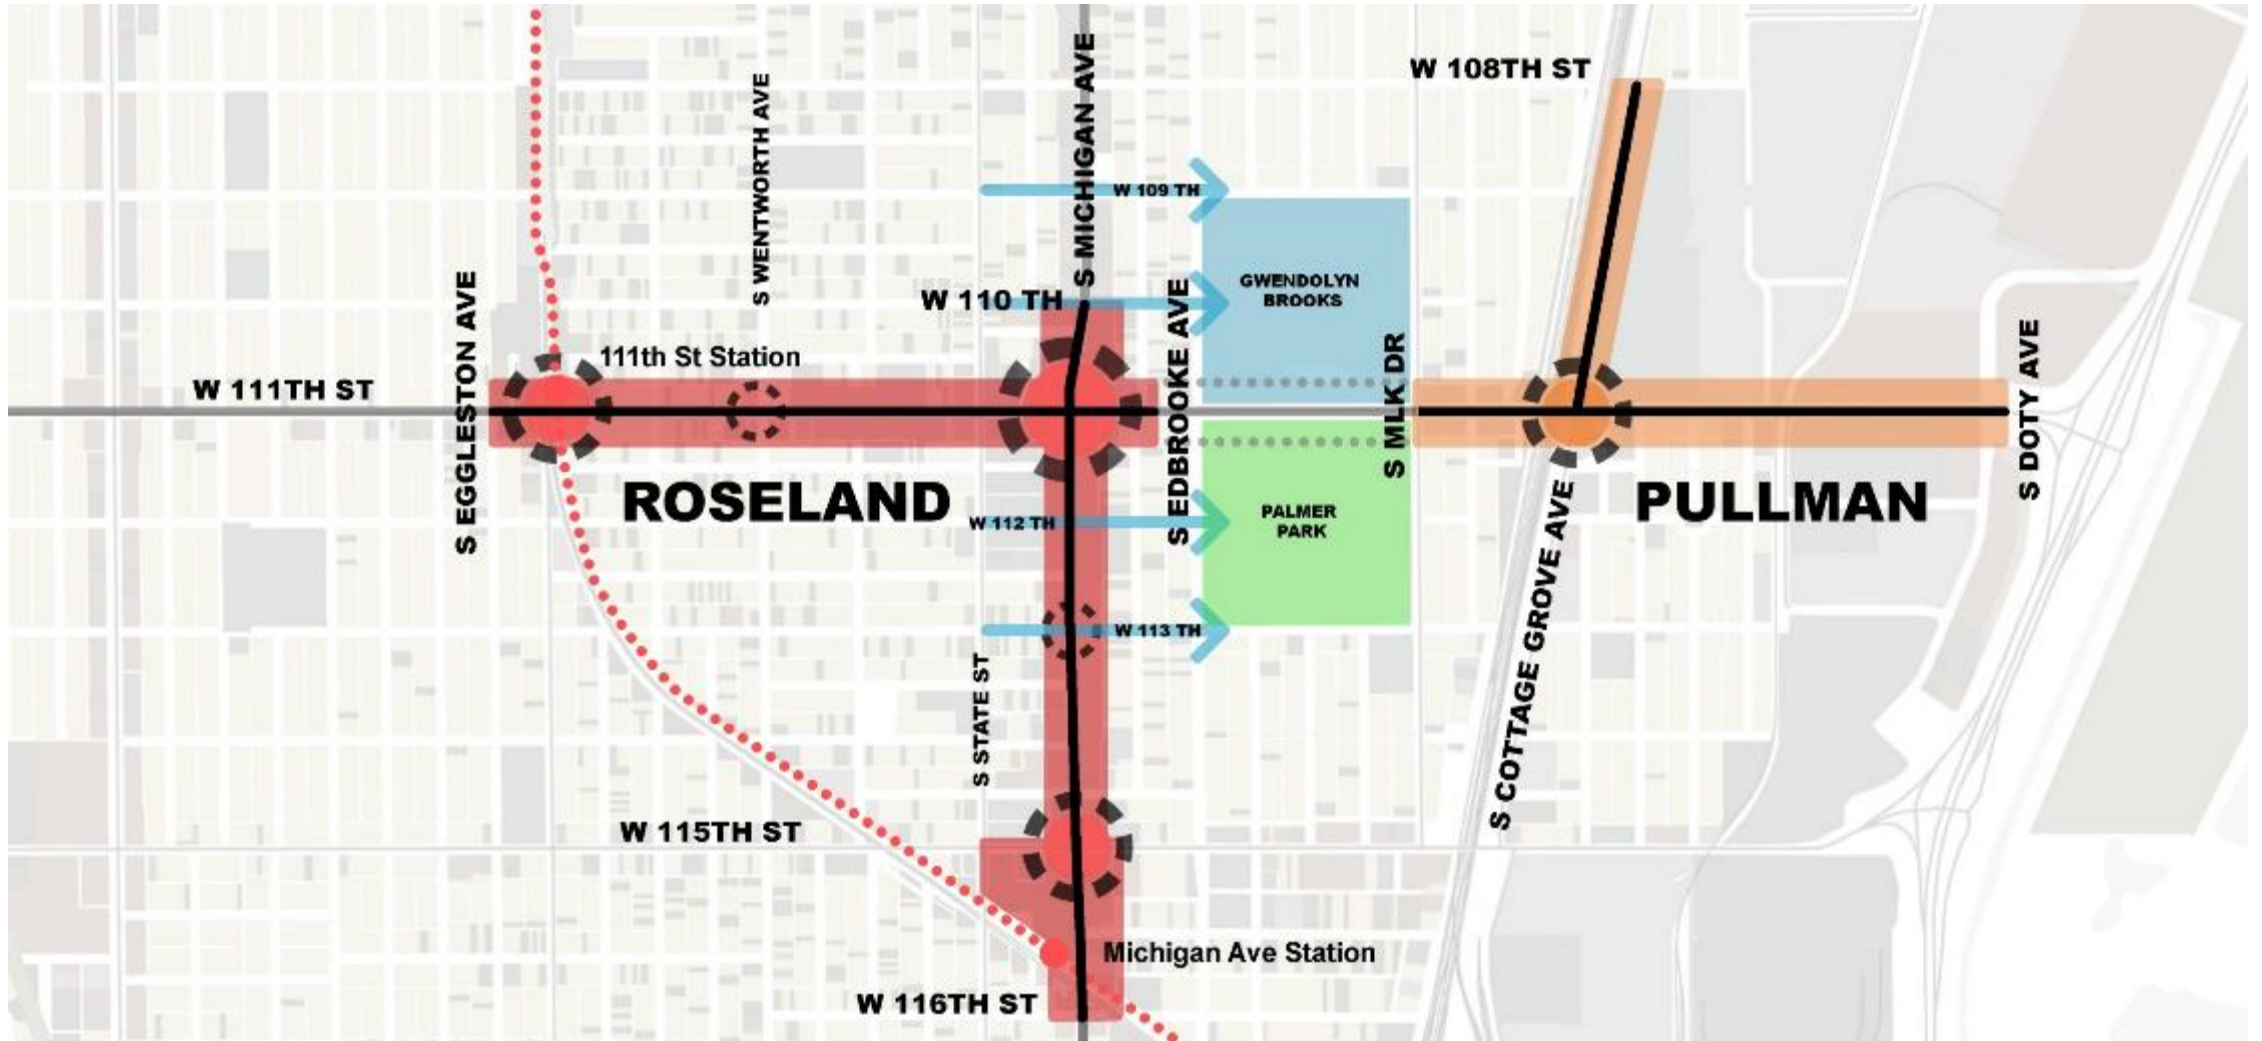 S MICHIGAN AVE
W 108TH ST
S WENTWORTH AVE
W 109 TH
GWENDOLYN
BROOKS
W 110 TH
S EDBROOKE AVE
S EGGLESTON AVE
111th St Station
W 111TH ST
S MLK DR
S DOTY AVE
ROSELAND
PULLMAN
W 112 TH
PALMER
PARK
S COTTAGE GROVE AVE
W 113 TH
S STATE ST
W 115TH ST
Michigan Ave Station
W 116TH ST